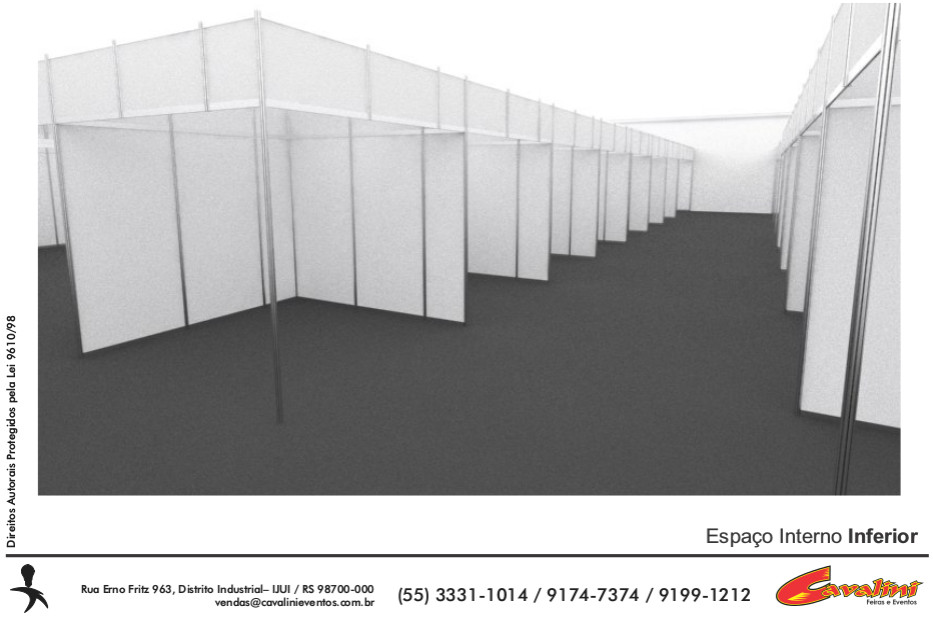 Direitos Autorais Protegidos pela Lei 9610/98
Espaço Interno Inferior
Rua Erno Fritz 963, Distrito Industrial– IJUI / RS 98700-000
vendas@cavalinieventos.com.br
(55) 3331-1014 / 9174-7374 / 9199-1212
Cavalini
Feiras e Eventos